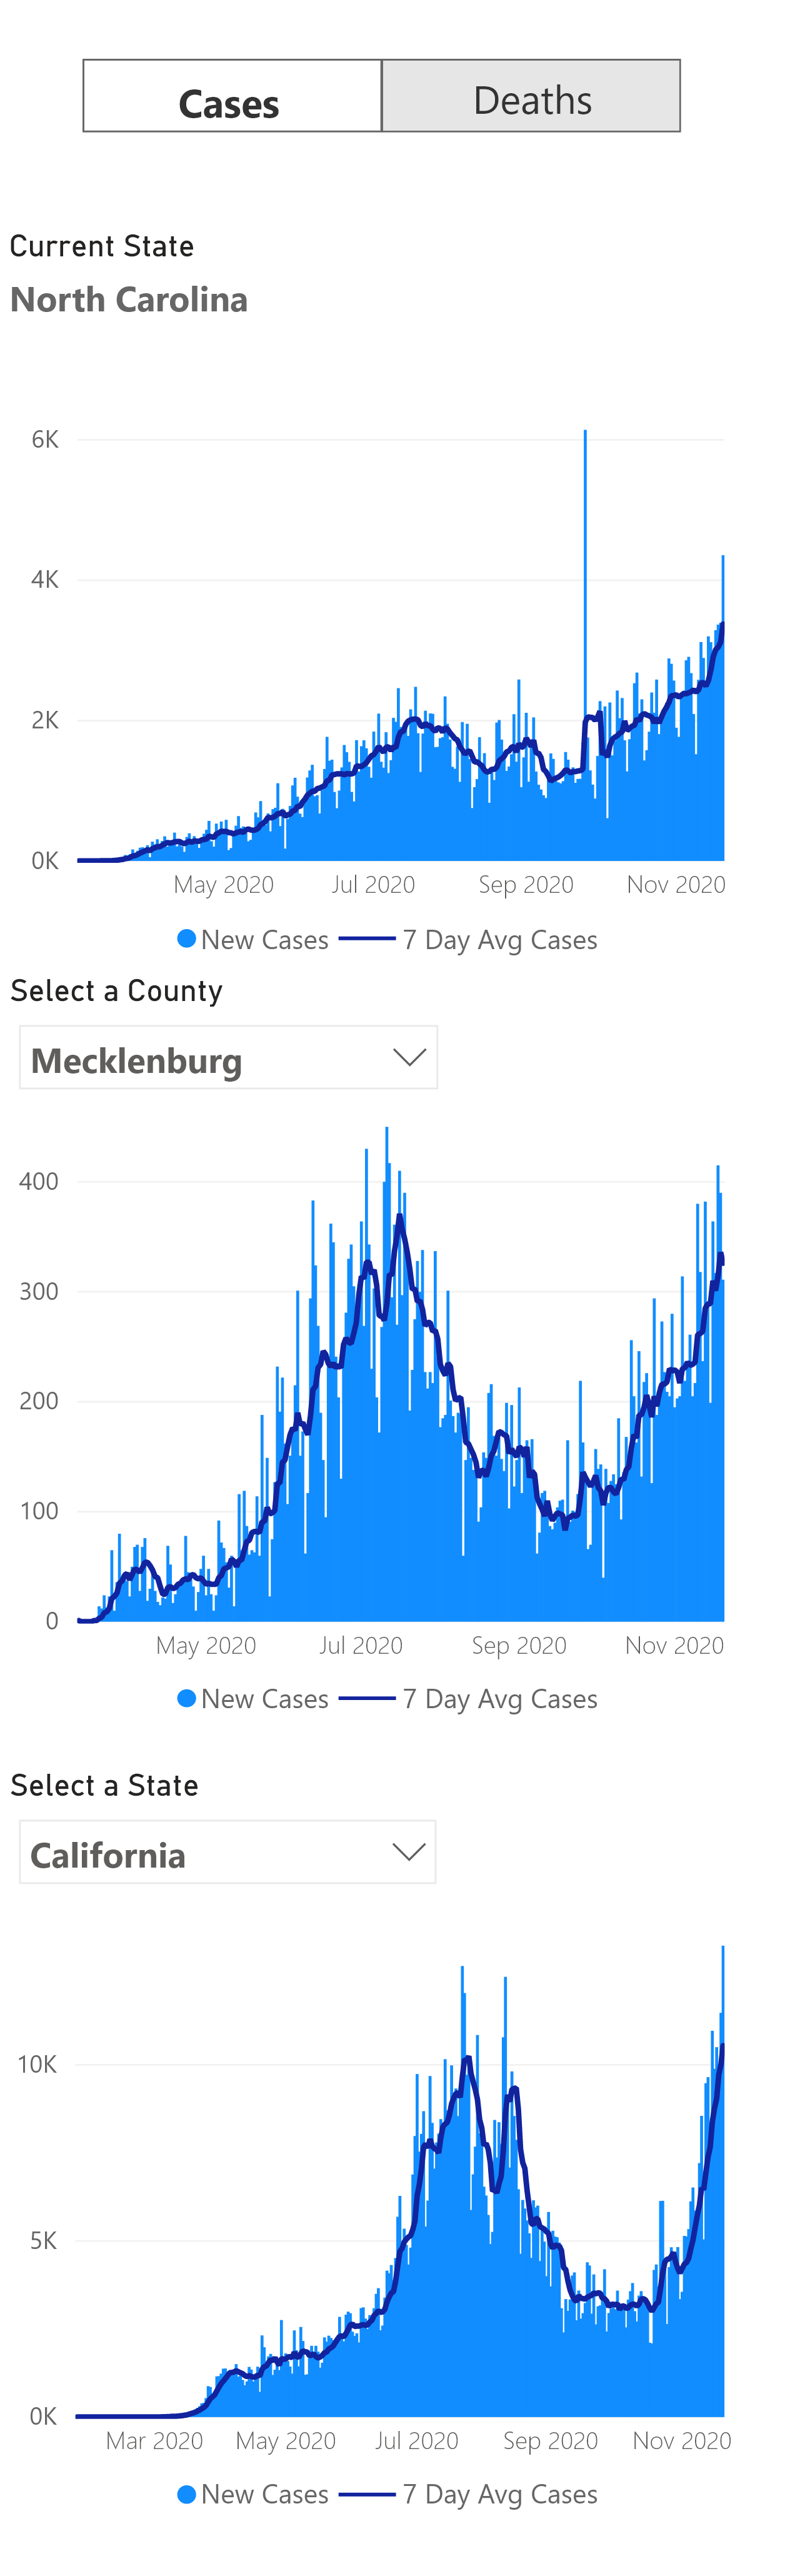 Cases
Deaths
Current State
North Carolina
6K
4K
2K
0K
May 2020 Jul 2020 Sep 2020 Nov 2020
New Cases 7 Day Avg Cases
Select a County
Mecklenburg
400
300
200
100
0
May 2020 Jul 2020 Sep 2020 Nov 2020
New Cases 7 Day Avg Cases
Select a State
California
10K
5K
0K
Mar 2020 May 2020 Jul 2020 Sep 2020 Nov 2020
New Cases 7 Day Avg Cases